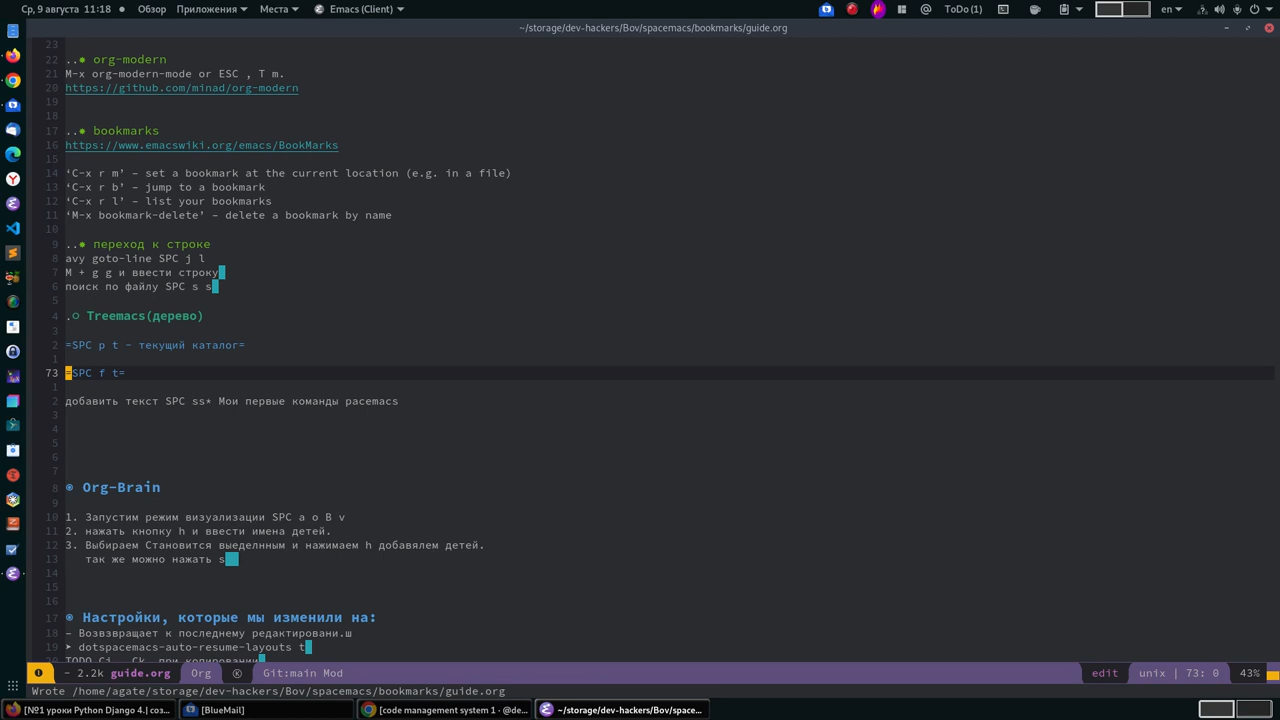 Ср, 9 августа 11:18 Обзор Приложения Места Emacs (Client) ToDo(1) en
~/storage/dev-hackers/Bov/spacemacs/bookmarks/guide.org
23
22 ..✸ org-modern
21 M-x org-modern-mode or ESC , T m.
20 https://github.com/minad/org-modern
19
18
17 ..✸ bookmarks
16 https://www.emacswiki.org/emacs/BookMarks
15
14 ‘C-x r m’ – set a bookmark at the current location (e.g. in a file)
13 ‘C-x r b’ – jump to a bookmark
12 ‘C-x r l’ – list your bookmarks
11 ‘M-x bookmark-delete’ – delete a bookmark by name
10
9 ..✸ переход к строке
8 avy goto-line SPC j l
7 M + g g и ввести строку
6 поиск по файлу SPC s s
5
4 .○ Treemacs(дерево)
3
2 =SPC p t - текущий каталог=
1
73 =SPC f t=
1
2 добавить текст SPC ss* Мои первые команды pacemacs
3
4
5
6
7
8 ◉ Org-Brain
9
10 1. Запустим режим визуализации SPC a o B v
11 2. нажать кнопку h и ввести имена детей.
12 3. Выбираем Становится выеделнным и нажимаем h добавялем детей.
13 так же можно нажать s
14
15
16
17 ◉ Настройки, которые мы изменили на:
18 – Возвзвращает к последнему редактировани.ш
19 ➤ dotspacemacs-auto-resume-layouts t
20 TODO Ci, Ck, при копировании
- 2.2k guide.org Org Git:main Mod edit unix | 73: 0 43%
Wrote /home/agate/storage/dev-hackers/Bov/spacemacs/bookmarks/guide.org
[№1 уроки Python Django 4.| соз... [BlueMail] [code management system 1 · @de... ~/storage/dev-hackers/Bov/space...